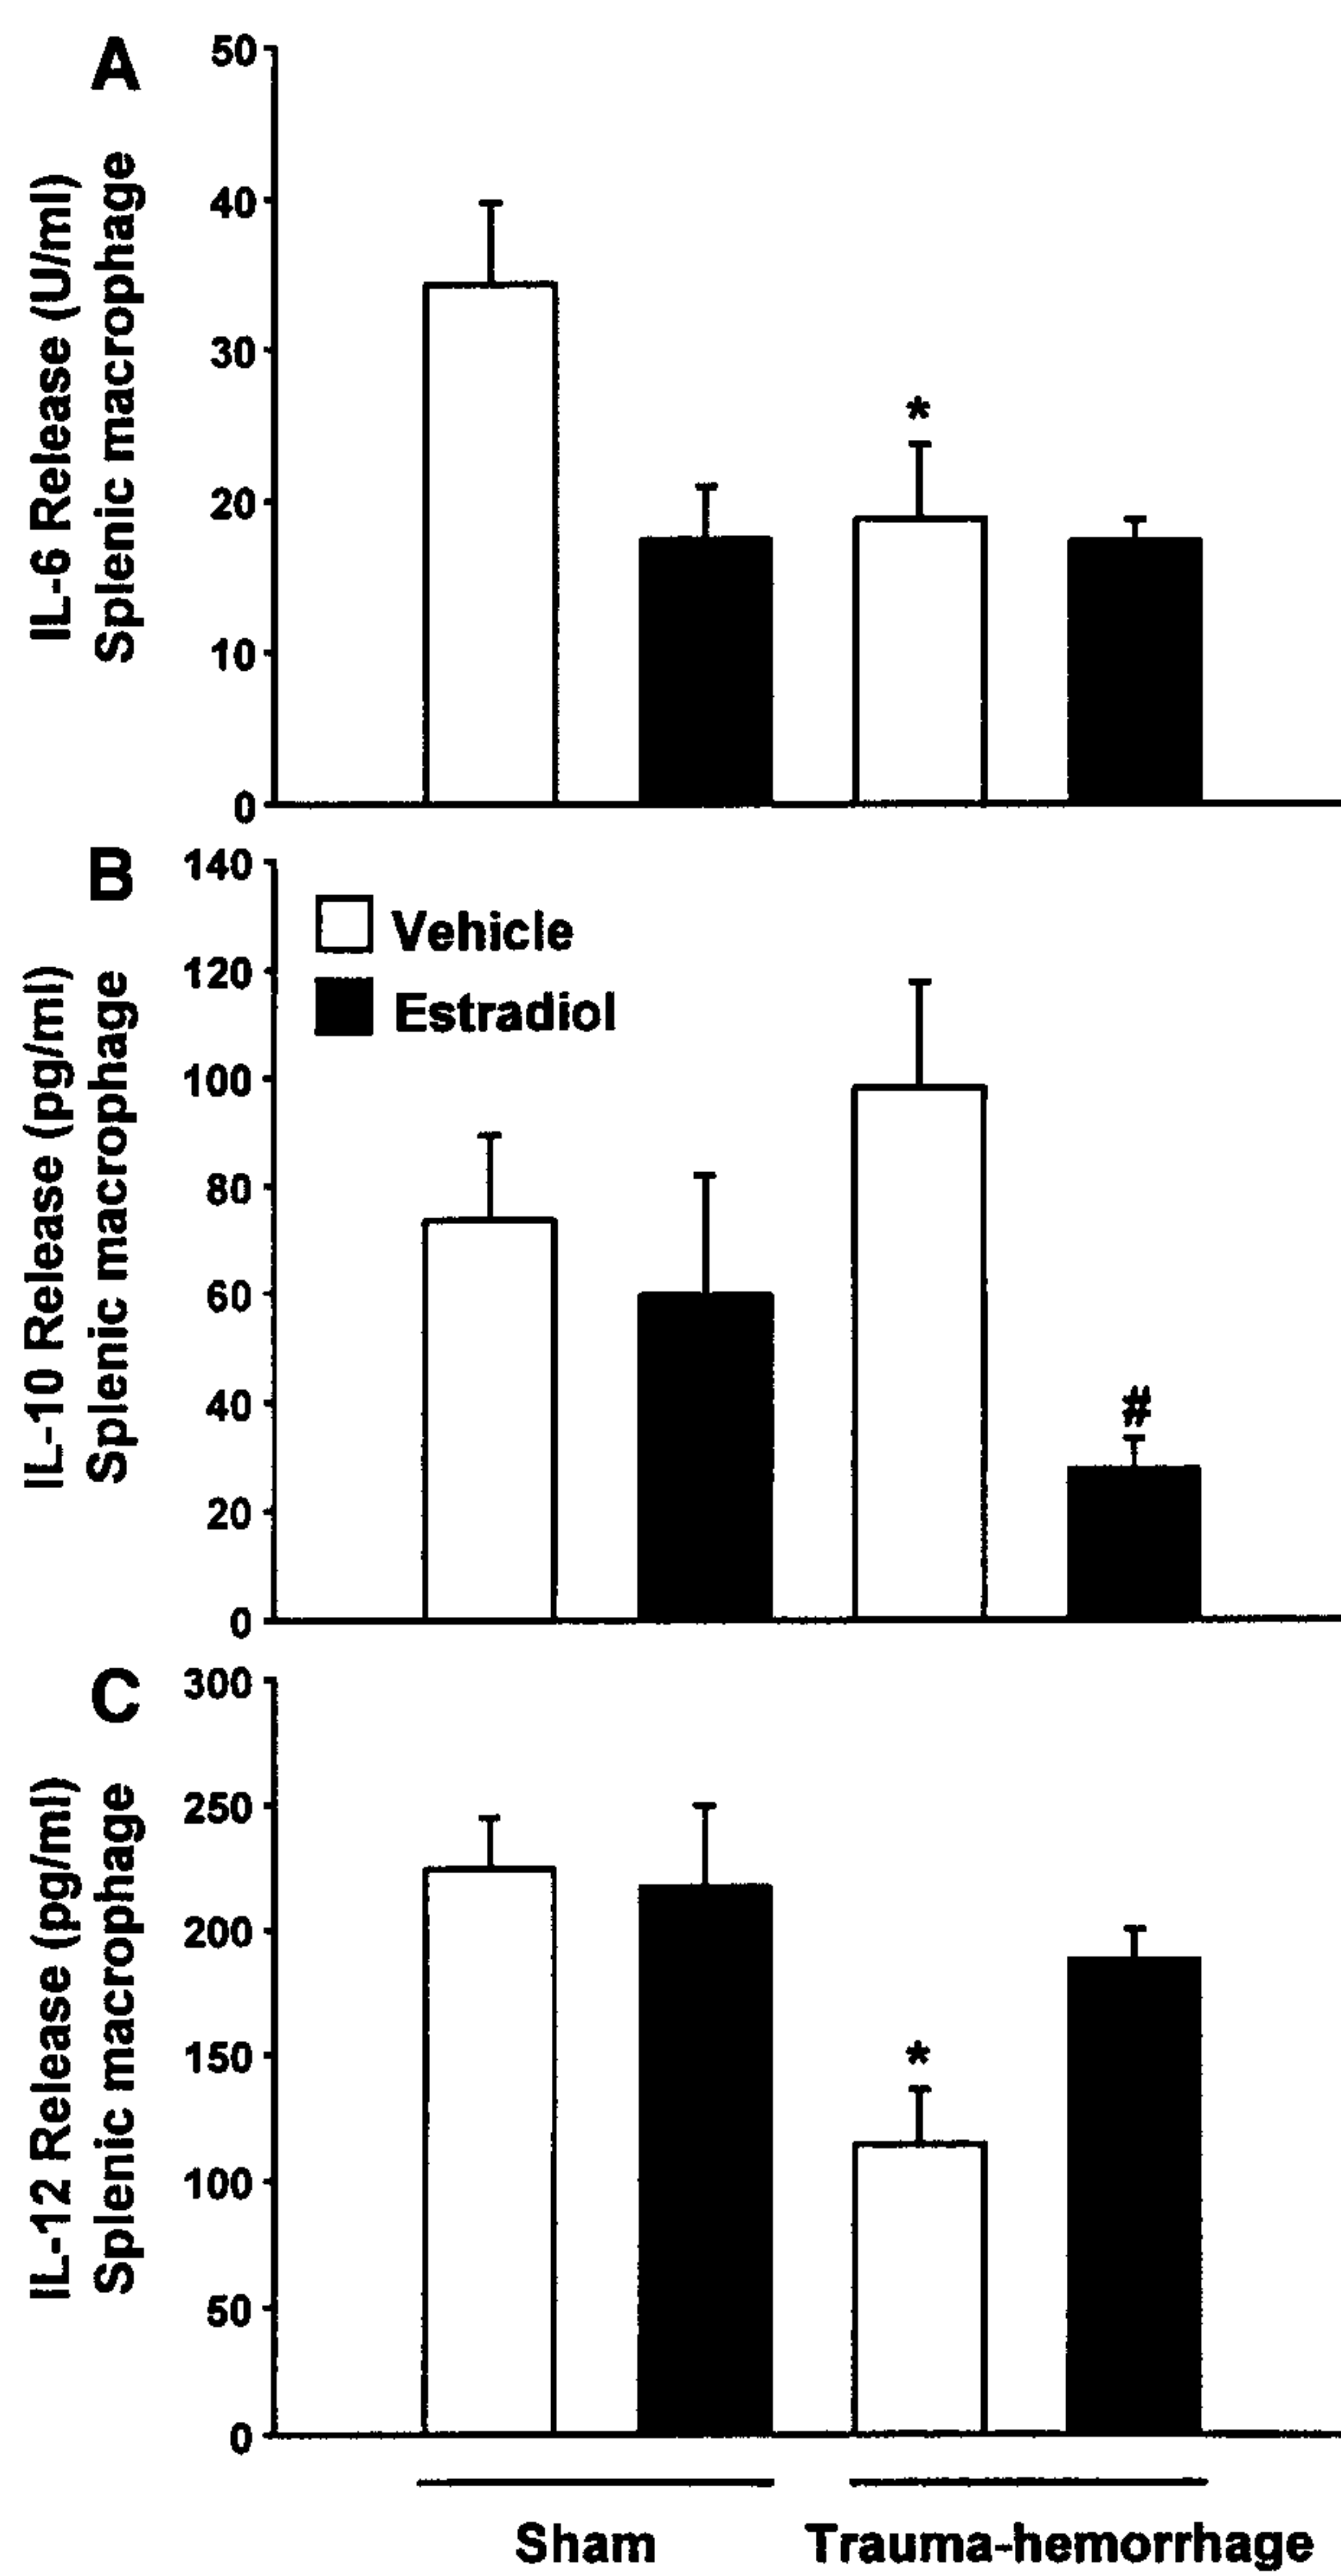 A
IL-6 Release (U/ml)
Splenic macrophage
50
40
30
20
10
0
*
B
IL-10 Release (pg/ml)
Splenic macrophage
140
120
100
80
60
40
20
0
Vehicle
Estradiol
#
C
IL-12 Release (pg/ml)
Splenic macrophage
300
250
200
150
100
50
0
*
Sham
Trauma-hemorrhage